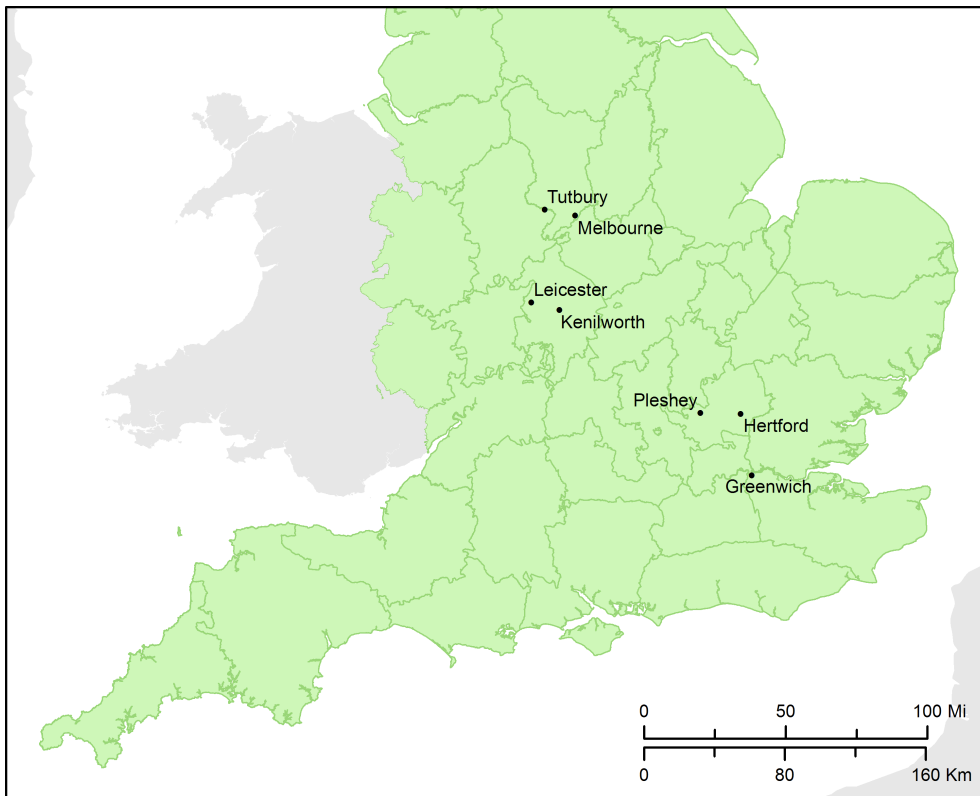 Tutbury
Melbourne
Leicester
Kenilworth
Pleshey
Hertford
Greenwich
0 50 100 Mi
0 80 160 Km